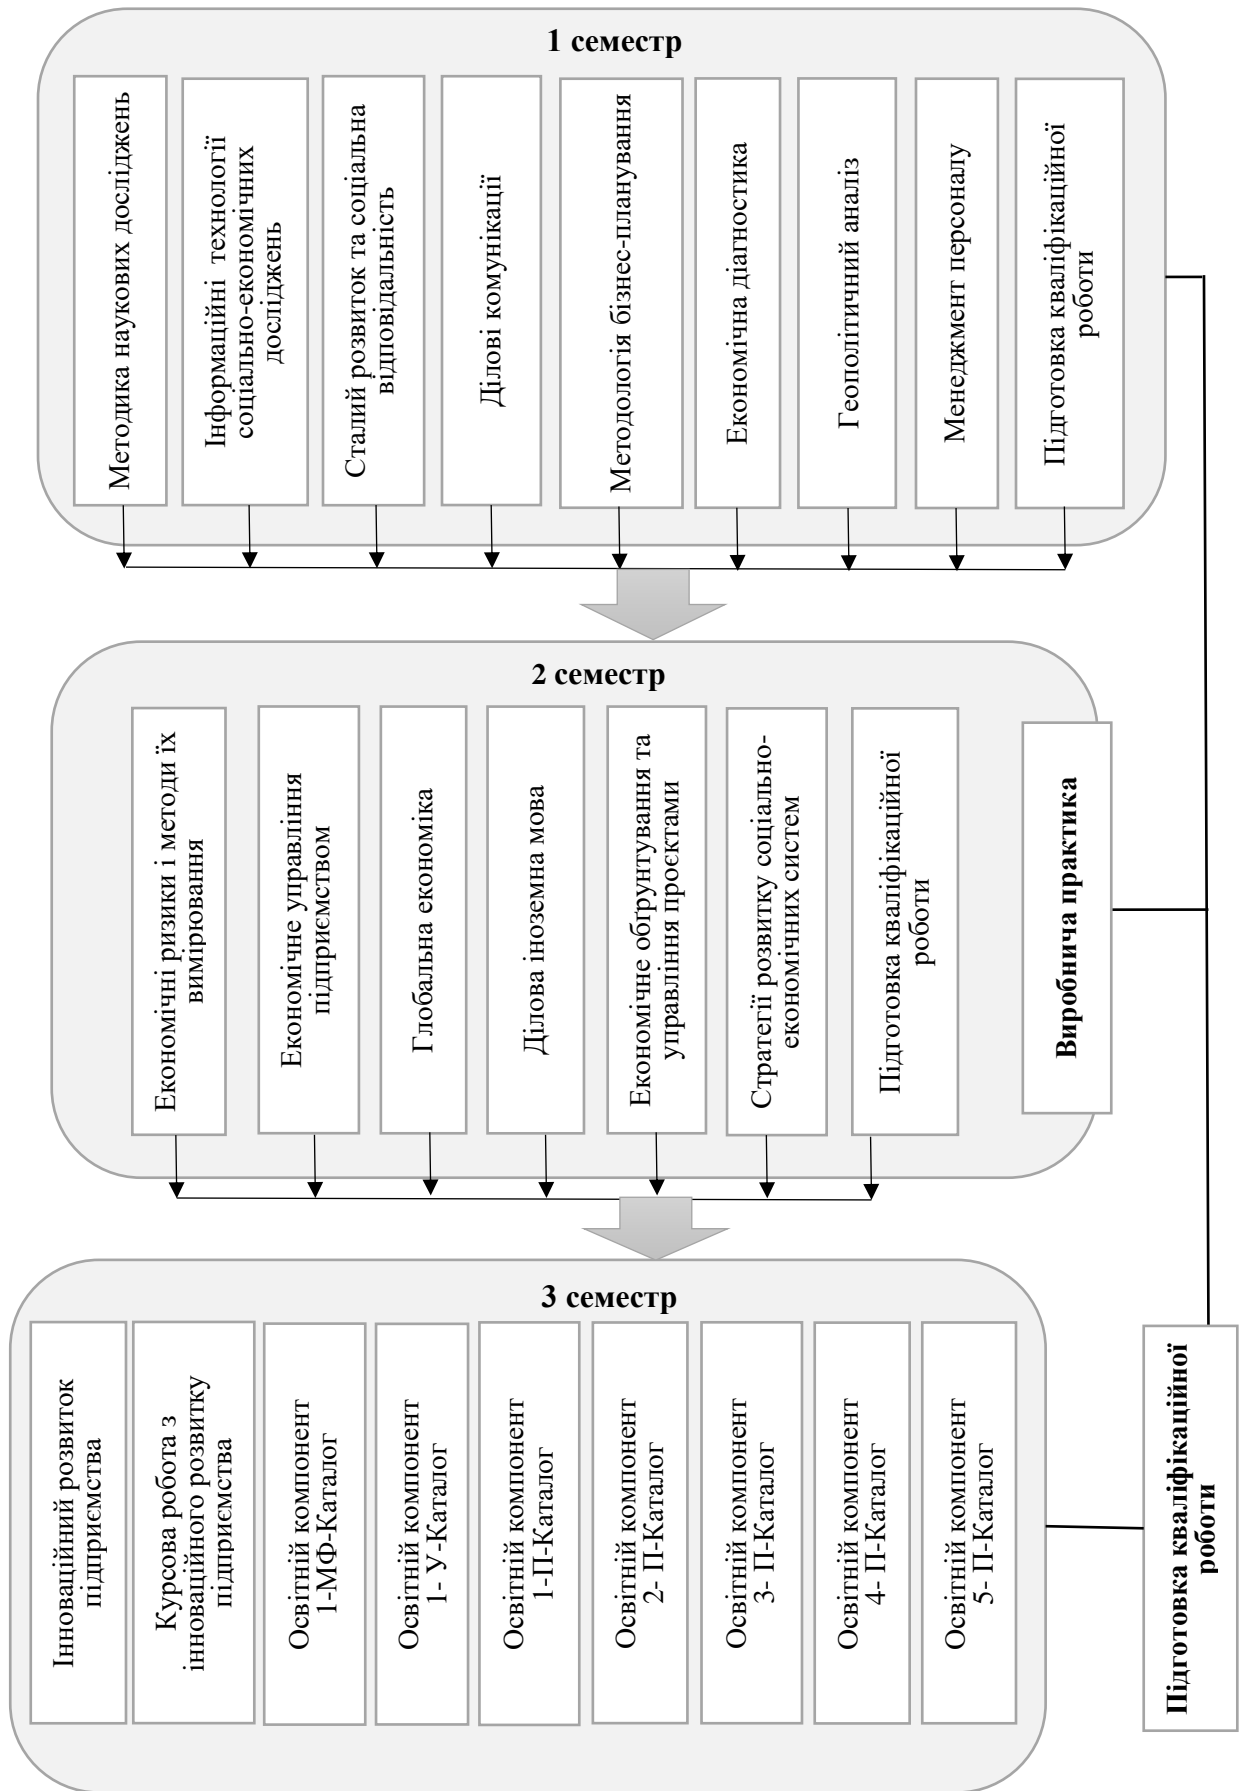 1 семестр
Методика наукових досліджень
Інформаційні технології
соціально-економічних
досліджень
Сталий розвиток та соціальна
відповідальність
Ділові комунікації
Методологія бізнес-планування
Економічна діагностика
Геополітичний аналіз
Менеджмент персоналу
Підготовка кваліфікаційної
роботи
2 семестр
Економічні ризики і методи їх
вимірювання
Економічне управління
підприємством
Глобальна економіка
Ділова іноземна мова
Економічне обґрунтування та
управління проєктами
Стратегії розвитку соціально-
економічних систем
Підготовка кваліфікаційної
роботи
Виробнича практика
3 семестр
Інноваційний розвиток
підприємства
Курсова робота з
інноваційного розвитку
підприємства
Освітній компонент
1-МФ-Каталог
Освітній компонент
1- У-Каталог
Освітній компонент
1-П-Каталог
Освітній компонент
2- П-Каталог
Освітній компонент
3- П-Каталог
Освітній компонент
4- П-Каталог
Освітній компонент
5- П-Каталог
Підготовка кваліфікаційної
роботи